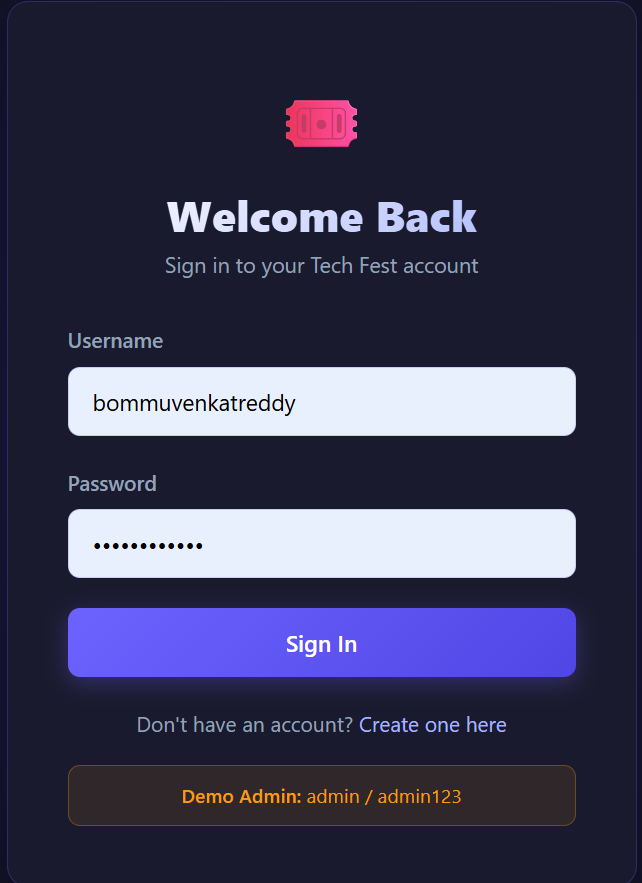 Welcome Back
Sign in to your Tech Fest account
Username
bommuvenkatreddy
Password
••••••••••••
Sign In
Don't have an account? Create one here
Demo Admin: admin / admin123